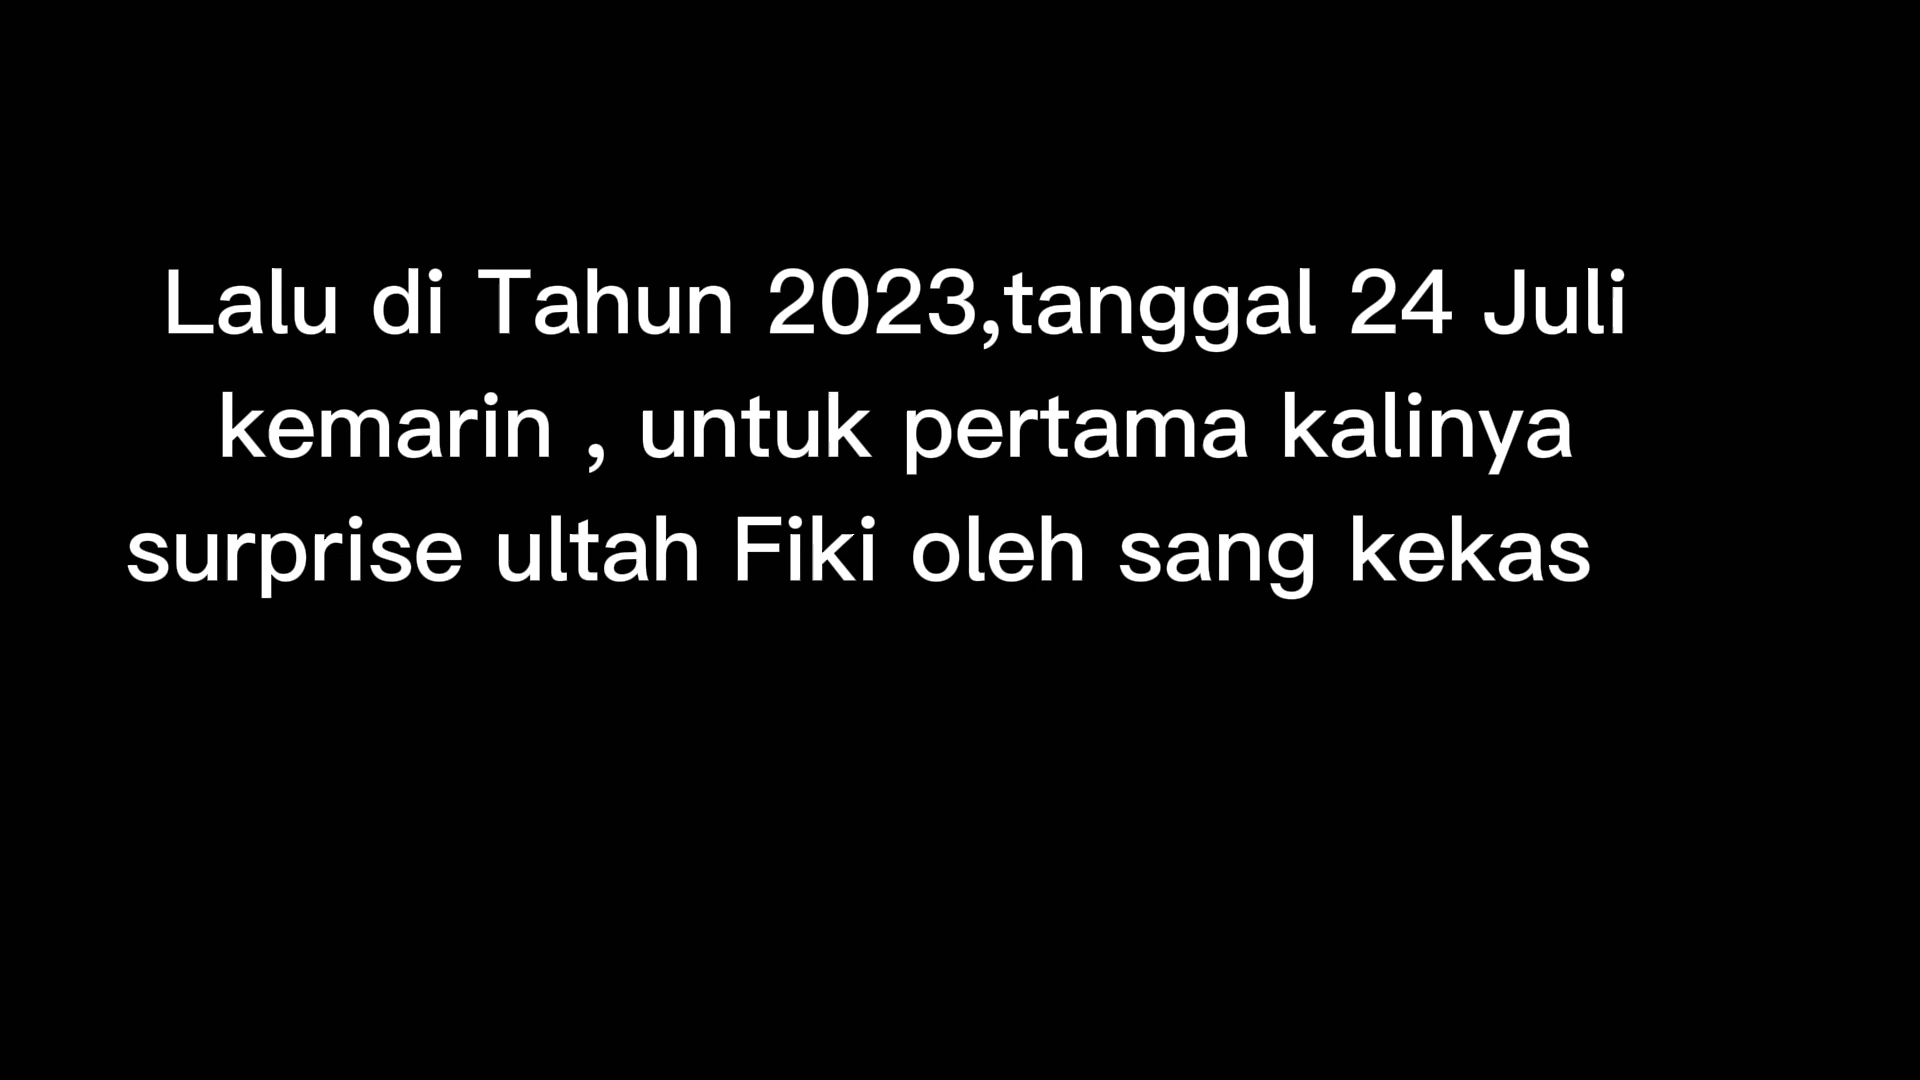 Lalu di Tahun 2023,tanggal 24 Juli
kemarin , untuk pertama kalinya
surprise ultah Fiki oleh sang kekas